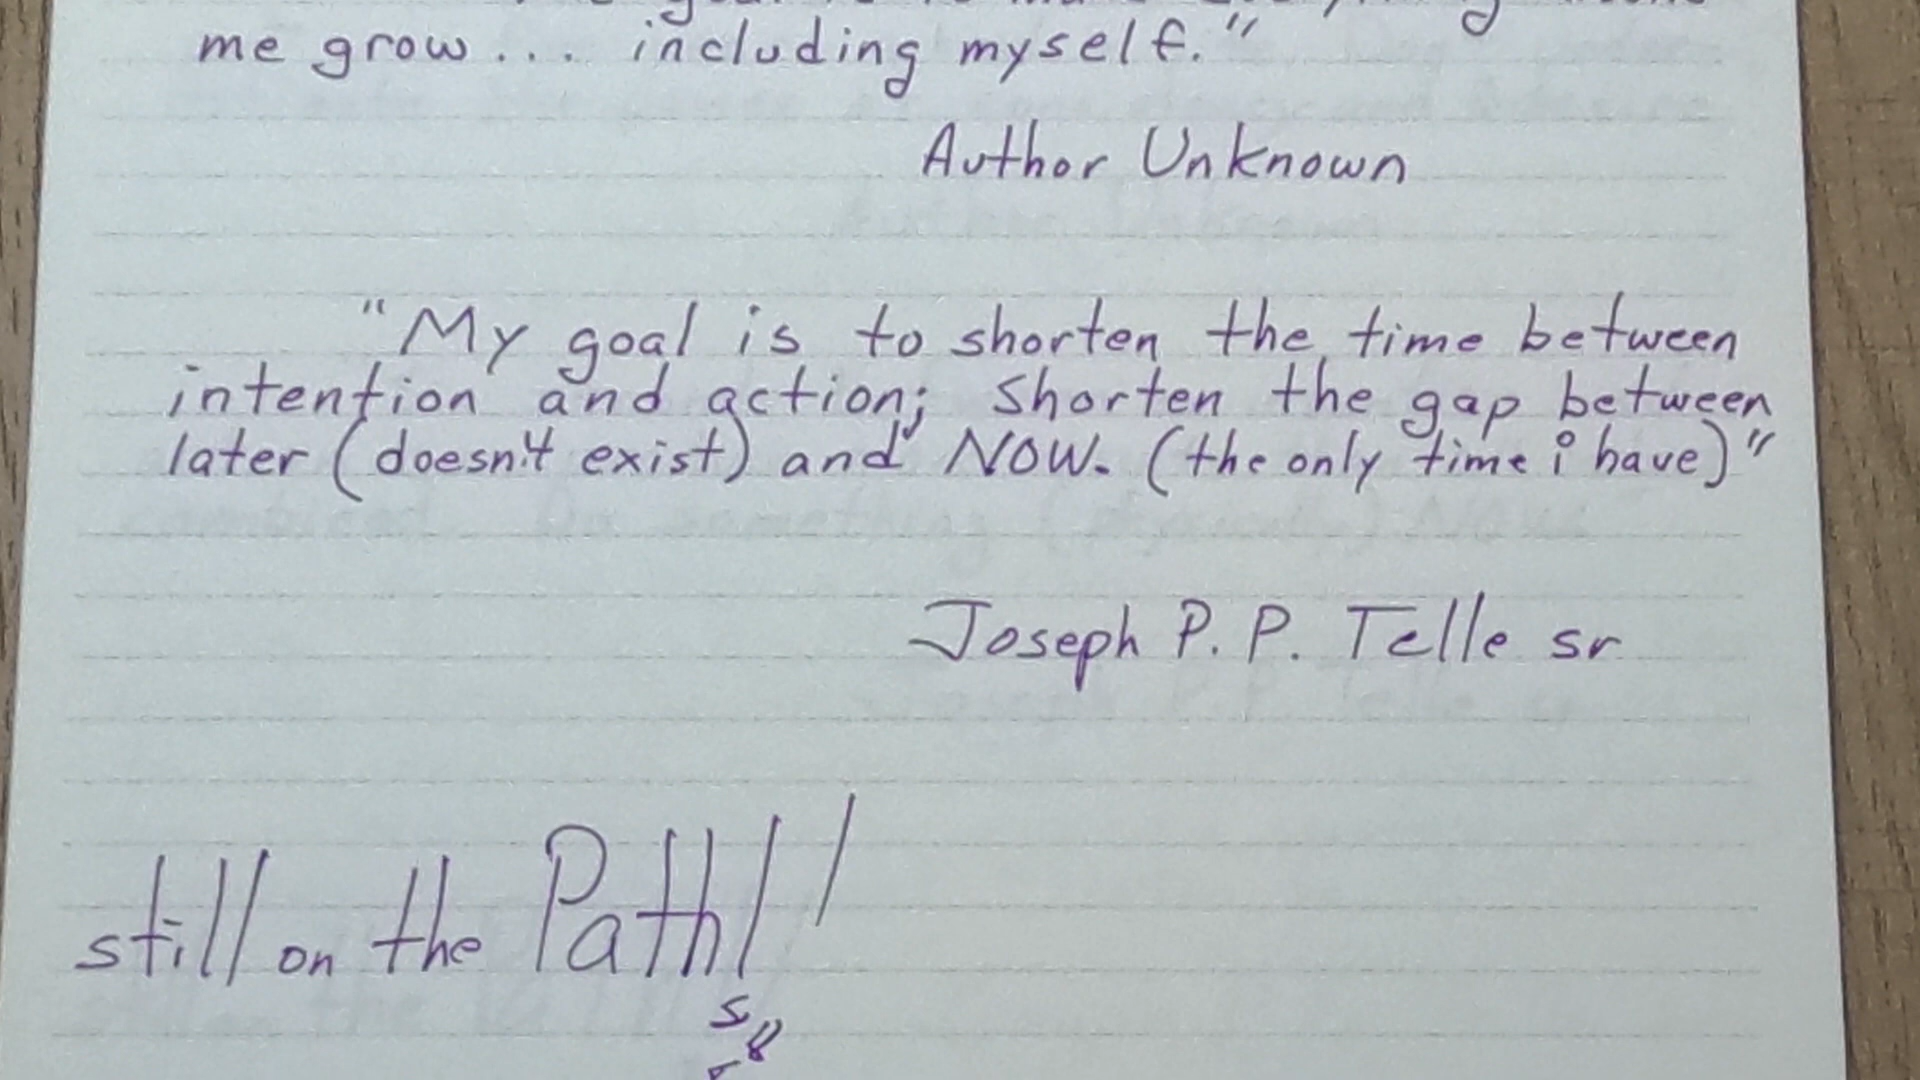 me grow... including myself."
Author Unknown
"My goal is to shorten the time between
intention and action; shorten the gap between
later (doesn't exist) and NOW. (the only time i have)"
Joseph P. P. Telle sr
still on the Path!!